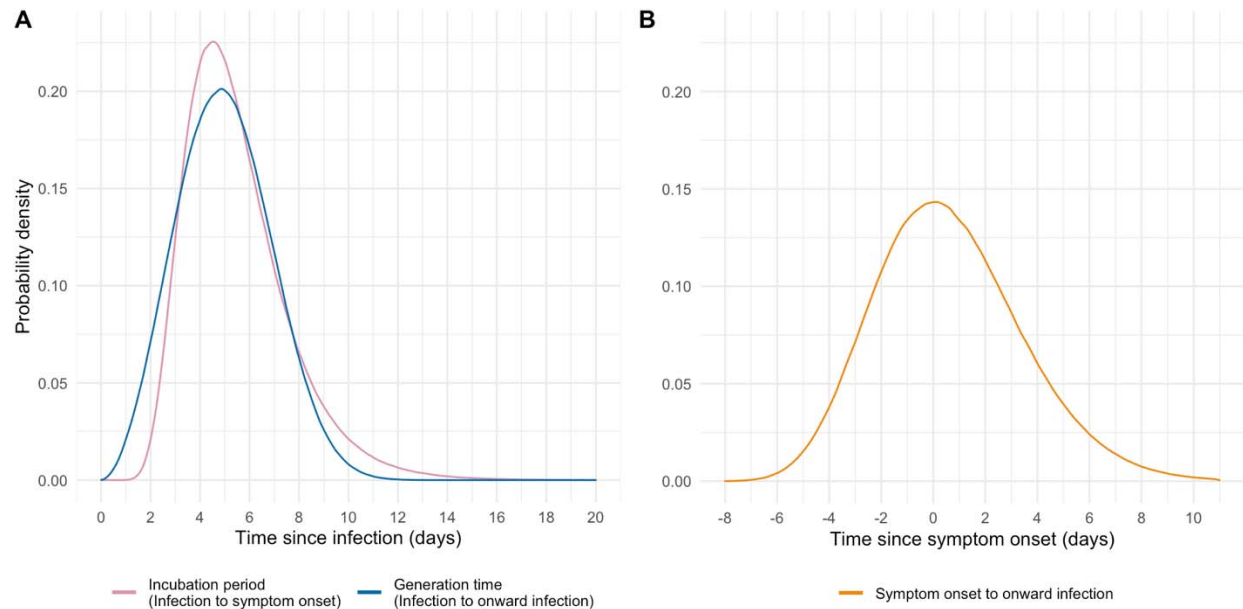 A
B
Probability density
0.20
0.15
0.10
0.05
0.00
0 2 4 6 8 10 12 14 16 18 20
Time since infection (days)
0.20
0.15
0.10
0.05
0.00
-8 -6 -4 -2 0 2 4 6 8 10
Time since symptom onset (days)
Incubation period
(Infection to symptom onset)
Generation time
(Infection to onward infection)
Symptom onset to onward infection